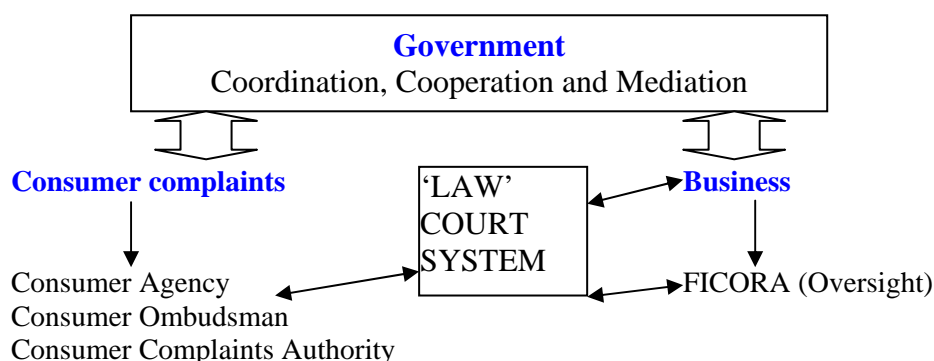 Government
Coordination, Cooperation and Mediation
Consumer complaints
‘LAW’
COURT
SYSTEM
Business
Consumer Agency
Consumer Ombudsman
Consumer Complaints Authority
FICORA (Oversight)